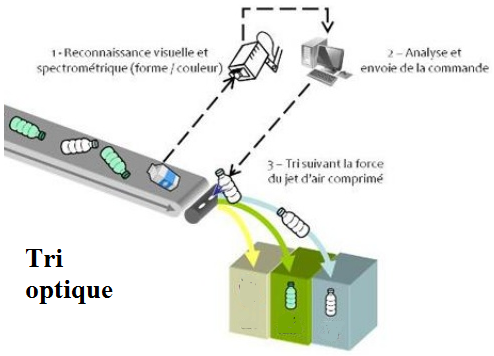 1 - Reconnaissance visuelle et
spectrométrique (forme / couleur)
2 – Analyse et
envoie de la commande
3 – Tri suivant la force
du jet d'air comprimé
Tri
optique